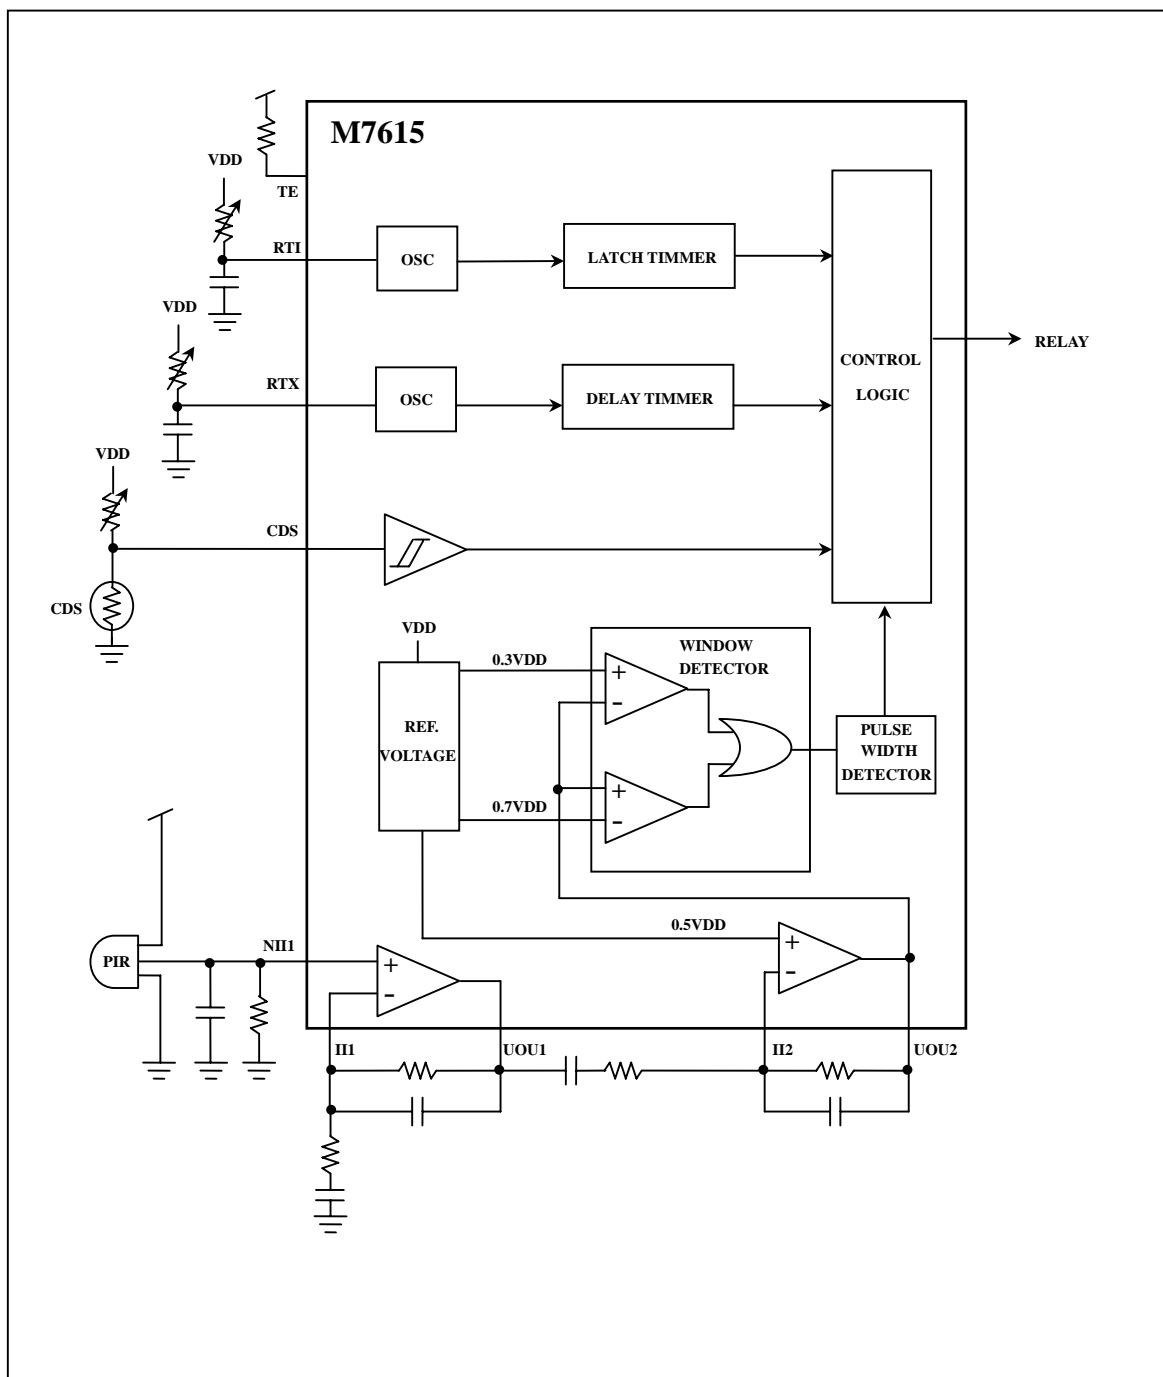 M7615
VDD
TE
RTI
OSC
LATCH TIMMER
VDD
RELAY
CONTROL
LOGIC
RTX
OSC
DELAY TIMMER
VDD
CDS
CDS
VDD
WINDOW
DETECTOR
0.3VDD
+
-
REF.
VOLTAGE
PULSE
WIDTH
DETECTOR
0.7VDD
+
-
0.5VDD
+
-
NII1
PIR
+
-
II1
UOU1
II2
UOU2